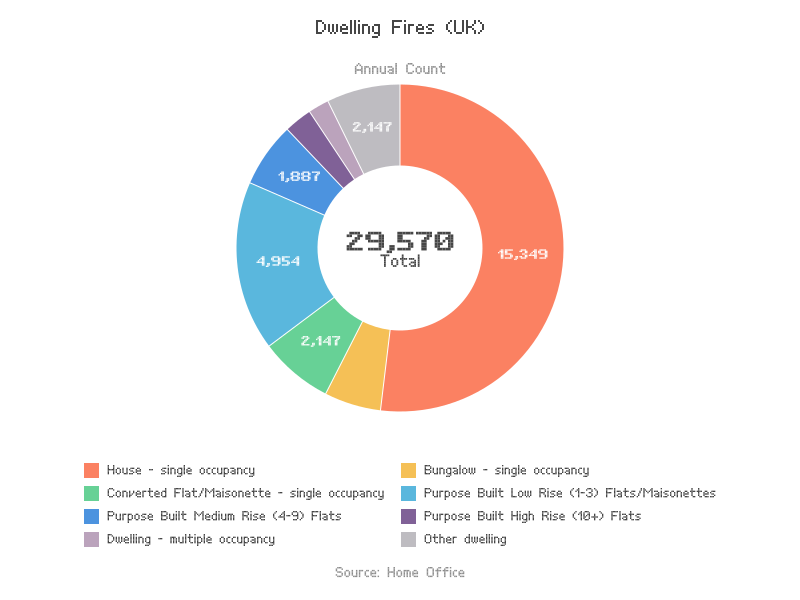 Dwelling Fires (UK)
Annual Count
2,147
1,887
4,954
2,147
15,349
29,570
Total
House - single occupancy
Bungalow - single occupancy
Converted Flat/Maisonette - single occupancy
Purpose Built Low Rise (1-3) Flats/Maisonettes
Purpose Built Medium Rise (4-9) Flats
Purpose Built High Rise (10+) Flats
Dwelling - multiple occupancy
Other dwelling
Source: Home Office